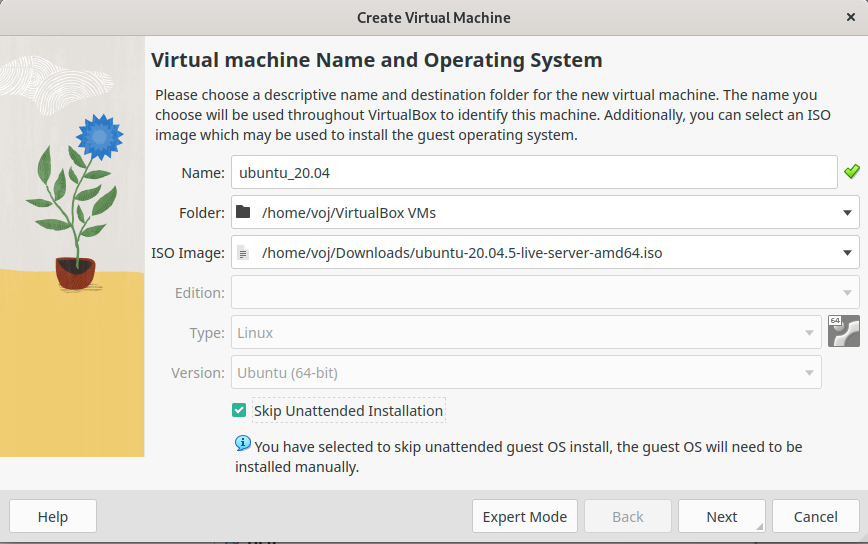 Create Virtual Machine
×
Virtual machine Name and Operating System
Please choose a descriptive name and destination folder for the new virtual machine. The name you
choose will be used throughout VirtualBox to identify this machine. Additionally, you can select an ISO
image which may be used to install the guest operating system.
Name: ubuntu_20.04
Folder: /home/voj/VirtualBox VMs
ISO Image: /home/voj/Downloads/ubuntu-20.04.5-live-server-amd64.iso
Edition:
Type: Linux 64
Version: Ubuntu (64-bit)
Skip Unattended Installation
You have selected to skip unattended guest OS install, the guest OS will need to be
installed manually.
Help Expert Mode Back Next Cancel